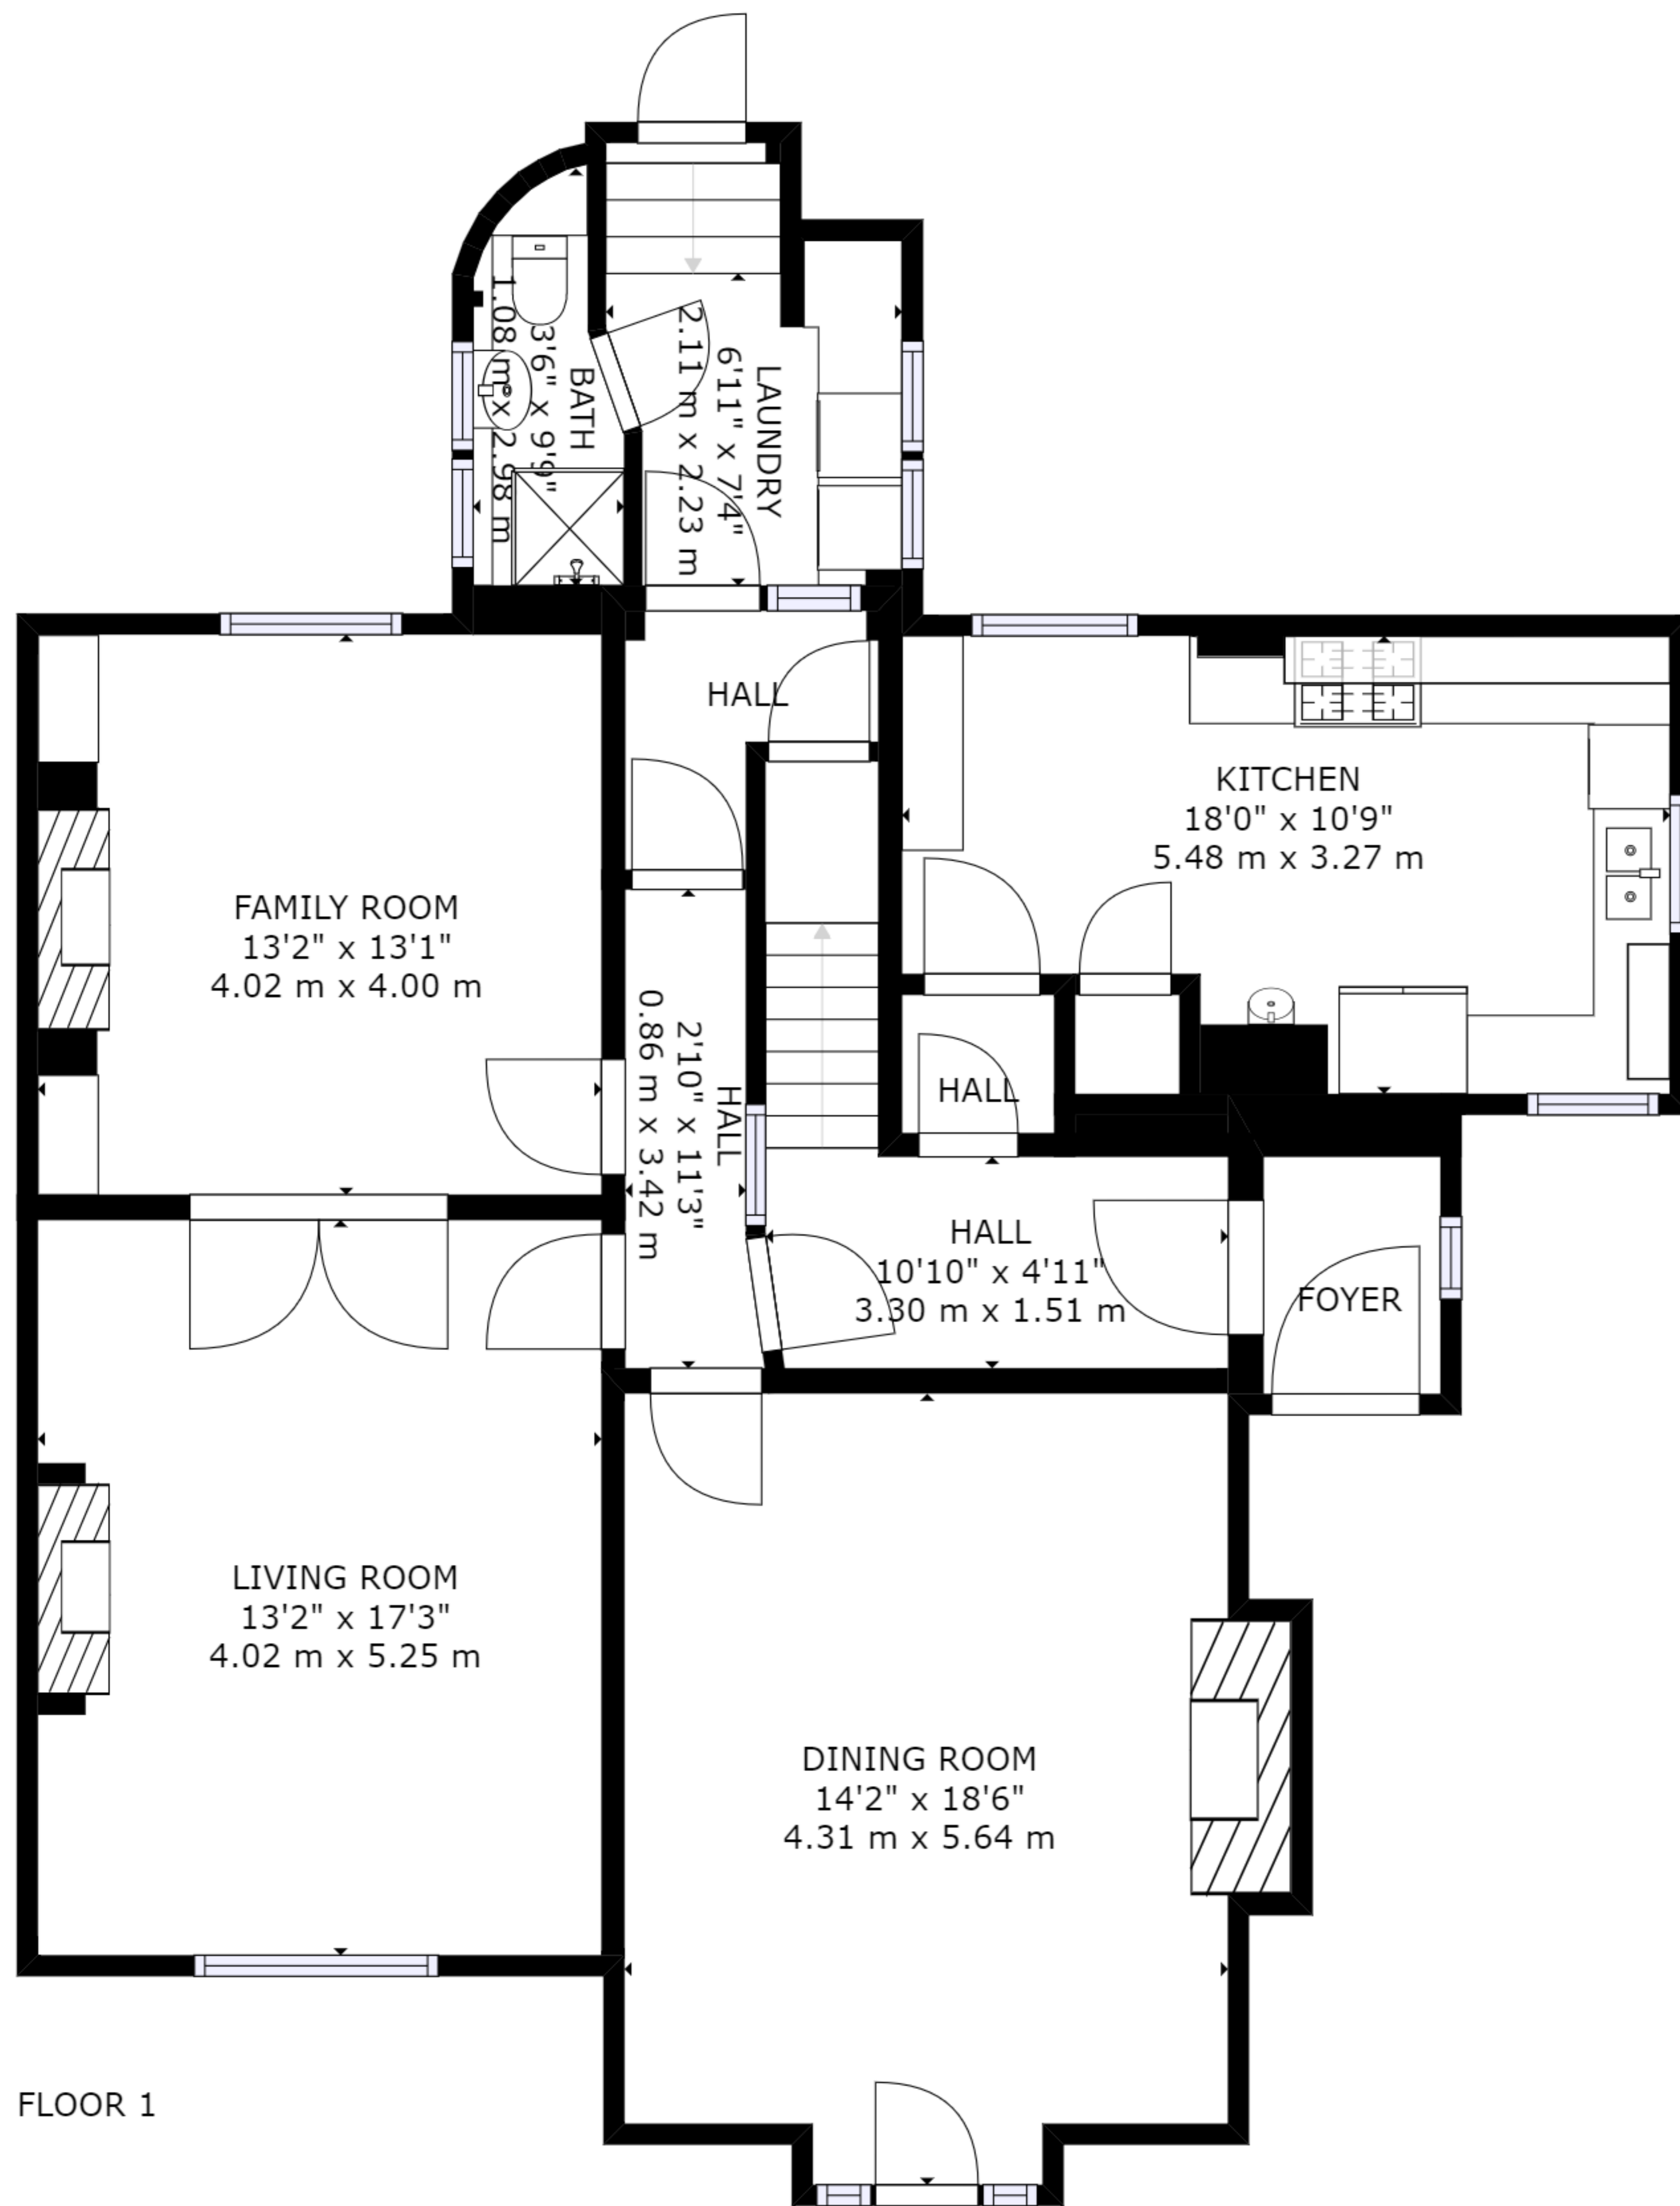 BATH
3'6" x 9'9"
1.08 m x 2.98 m
LAUNDRY
6'11" x 7'4"
2.11 m x 2.23 m
HALL
KITCHEN
18'0" x 10'9"
5.48 m x 3.27 m
FAMILY ROOM
13'2" x 13'1"
4.02 m x 4.00 m
HALL
2'10" x 11'3"
0.86 m x 3.42 m
HALL
HALL
10'10" x 4'11"
3.30 m x 1.51 m
FOYER
LIVING ROOM
13'2" x 17'3"
4.02 m x 5.25 m
DINING ROOM
14'2" x 18'6"
4.31 m x 5.64 m
FLOOR 1